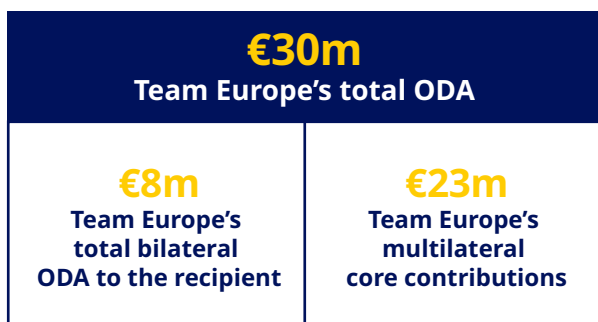 €30m
Team Europe’s total ODA
€8m
Team Europe’s
total bilateral
ODA to the recipient
€23m
Team Europe’s
multilateral
core contributions